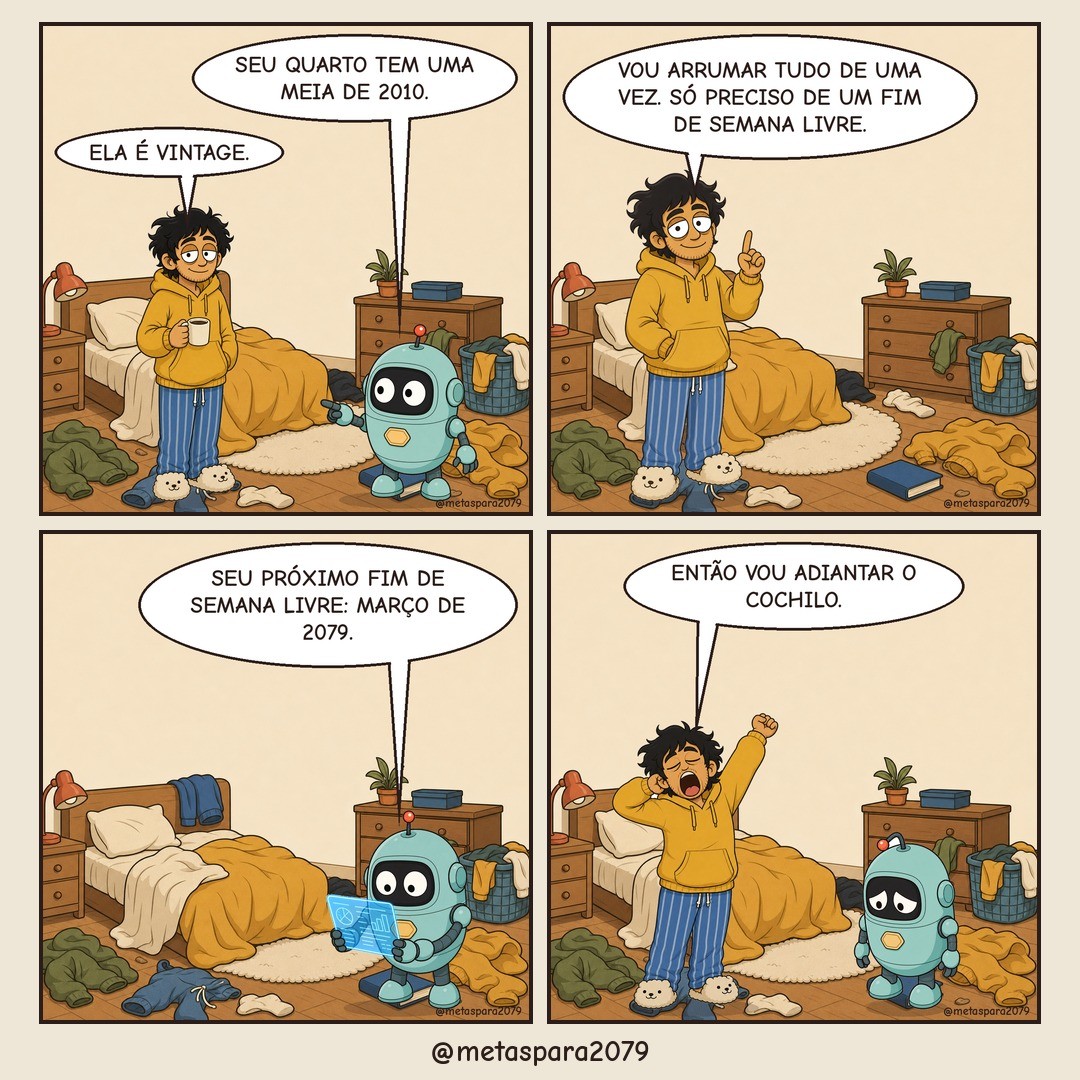 SEU QUARTO TEM UMA
MEIA DE 2010.
ELA É VINTAGE.
@metaspara2079
VOU ARRUMAR TUDO DE UMA
VEZ. SÓ PRECISO DE UM FIM
DE SEMANA LIVRE.
@metaspara2079
SEU PRÓXIMO FIM DE
SEMANA LIVRE: MARÇO DE
2079.
@metaspara2079
ENTÃO VOU ADIANTAR O
COCHILO.
@metaspara2079
@metaspara2079